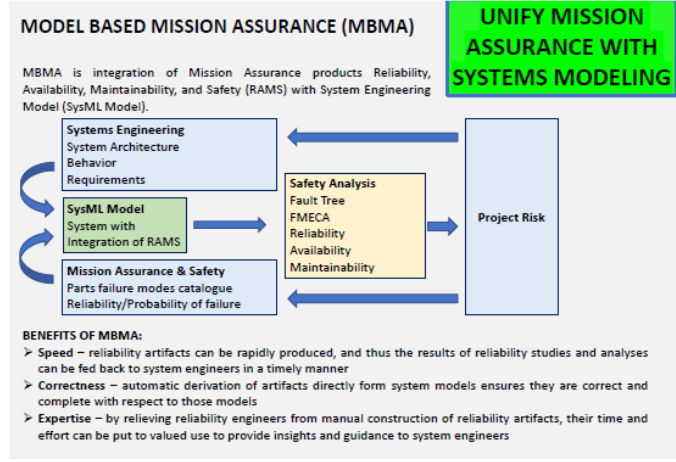 MODEL BASED MISSION ASSURANCE (MBMA)
UNIFY MISSION
ASSURANCE WITH
SYSTEMS MODELING
MBMA is integration of Mission Assurance products Reliability,
Availability, Maintainability, and Safety (RAMS) with System Engineering
Model (SysML Model).
Systems Engineering
System Architecture
Behavior
Requirements
SysML Model
System with
Integration of RAMS
Mission Assurance & Safety
Parts failure modes catalogue
Reliability/Probability of failure
Safety Analysis
Fault Tree
FMECA
Reliability
Availability
Maintainability
Project Risk
BENEFITS OF MBMA:
➢ Speed – reliability artifacts can be rapidly produced, and thus the results of reliability studies and analyses
can be fed back to system engineers in a timely manner
➢ Correctness – automatic derivation of artifacts directly form system models ensures they are correct and
complete with respect to those models
➢ Expertise – by relieving reliability engineers from manual construction of reliability artifacts, their time and
effort can be put to valued use to provide insights and guidance to system engineers